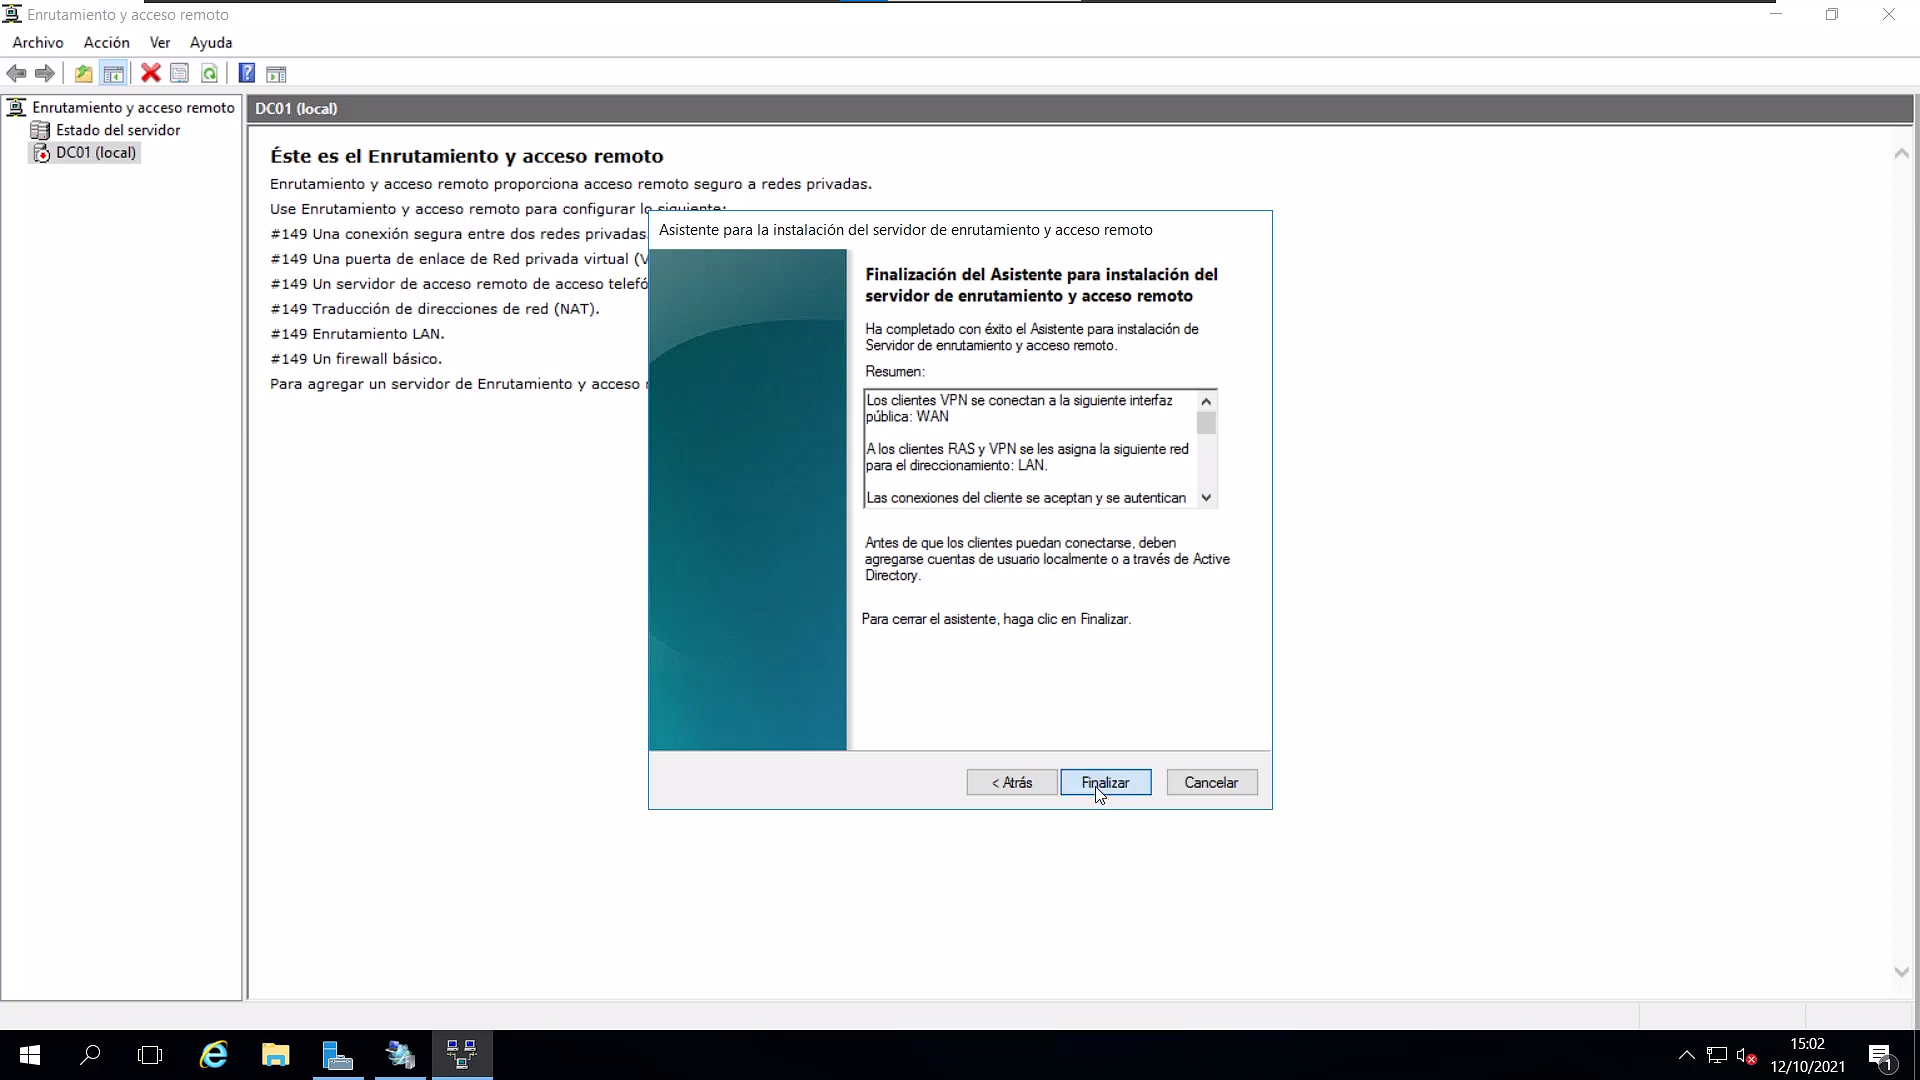 Enrutamiento y acceso remoto
Archivo Acción Ver Ayuda
Enrutamiento y acceso remoto
Estado del servidor
DC01 (local)
DC01 (local)
Éste es el Enrutamiento y acceso remoto
Enrutamiento y acceso remoto proporciona acceso remoto seguro a redes privadas.
Use Enrutamiento y acceso remoto para configurar lo siguiente:
#149 Una conexión segura entre dos redes privadas.
#149 Una puerta de enlace de Red privada virtual (V
#149 Un servidor de acceso remoto de acceso telefó
#149 Traducción de direcciones de red (NAT).
#149 Enrutamiento LAN.
#149 Un firewall básico.
Para agregar un servidor de Enrutamiento y acceso
Asistente para la instalación del servidor de enrutamiento y acceso remoto
Finalización del Asistente para instalación del
servidor de enrutamiento y acceso remoto
Ha completado con éxito el Asistente para instalación de
Servidor de enrutamiento y acceso remoto.
Resumen:
Los clientes VPN se conectan a la siguiente interfaz
pública: WAN
A los clientes RAS y VPN se les asigna la siguiente red
para el direccionamiento: LAN.
Las conexiones del cliente se aceptan y se autentican
Antes de que los clientes puedan conectarse, deben
agregarse cuentas de usuario localmente o a través de Active
Directory.
Para cerrar el asistente, haga clic en Finalizar.
< Atrás Finalizar Cancelar
15:02
12/10/2021
1